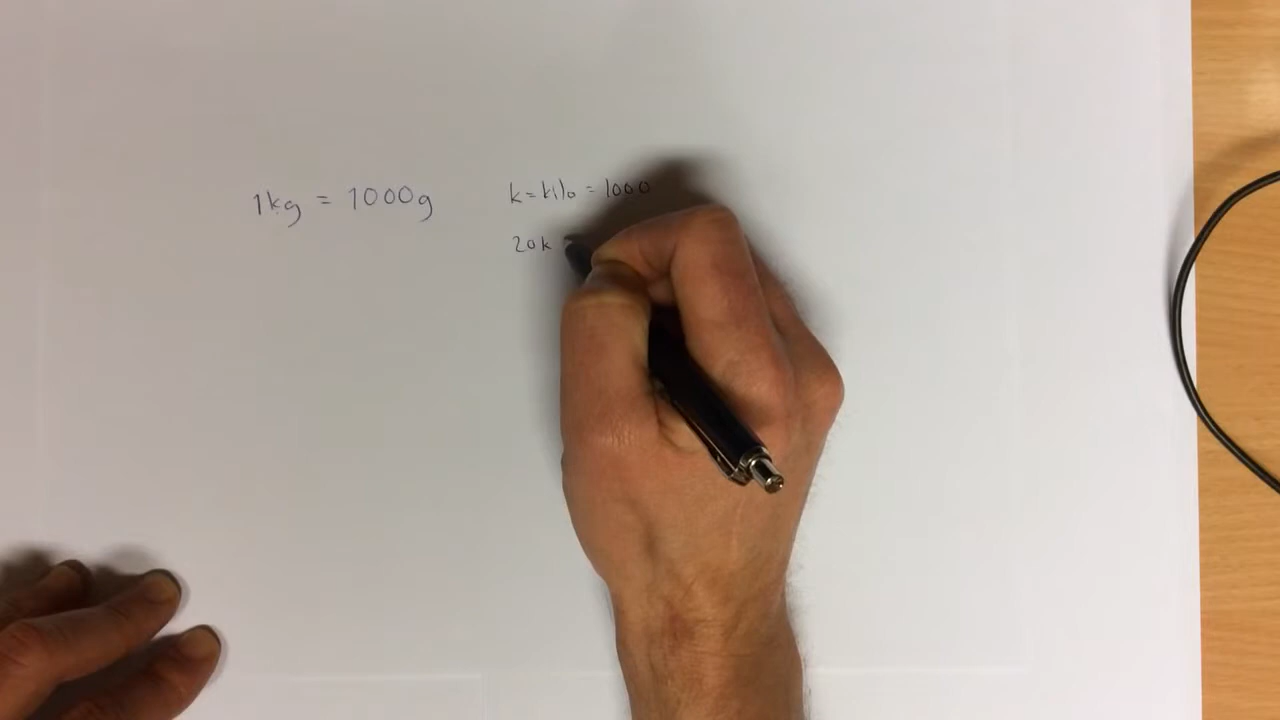 1kg = 1000g
k = kilo = 1000
20k